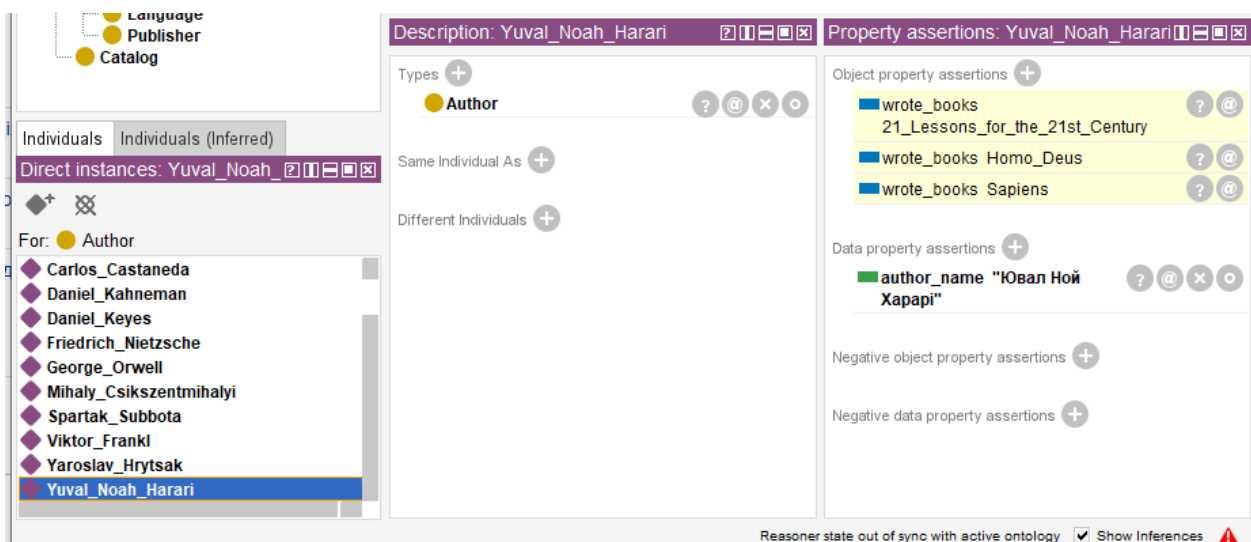 Language
Publisher
Catalog
Individuals
Individuals (Inferred)
Direct instances: Yuval_Noah_
For: Author
Carlos_Castaneda
Daniel_Kahneman
Daniel_Keyes
Friedrich_Nietzsche
George_Orwell
Mihaly_Csikszentmihalyi
Spartak_Subbota
Viktor_Frankl
Yaroslav_Hrytsak
Yuval_Noah_Harari
Description: Yuval_Noah_Harari
Types
Author
Same Individual As
Different Individuals
Property assertions: Yuval_Noah_Harari
Object property assertions
wrote_books
21_Lessons_for_the_21st_Century
wrote_books Homo_Deus
wrote_books Sapiens
Data property assertions
author_name "Ювал Ной
Харарі"
Negative object property assertions
Negative data property assertions
Reasoner state out of sync with active ontology Show Inferences